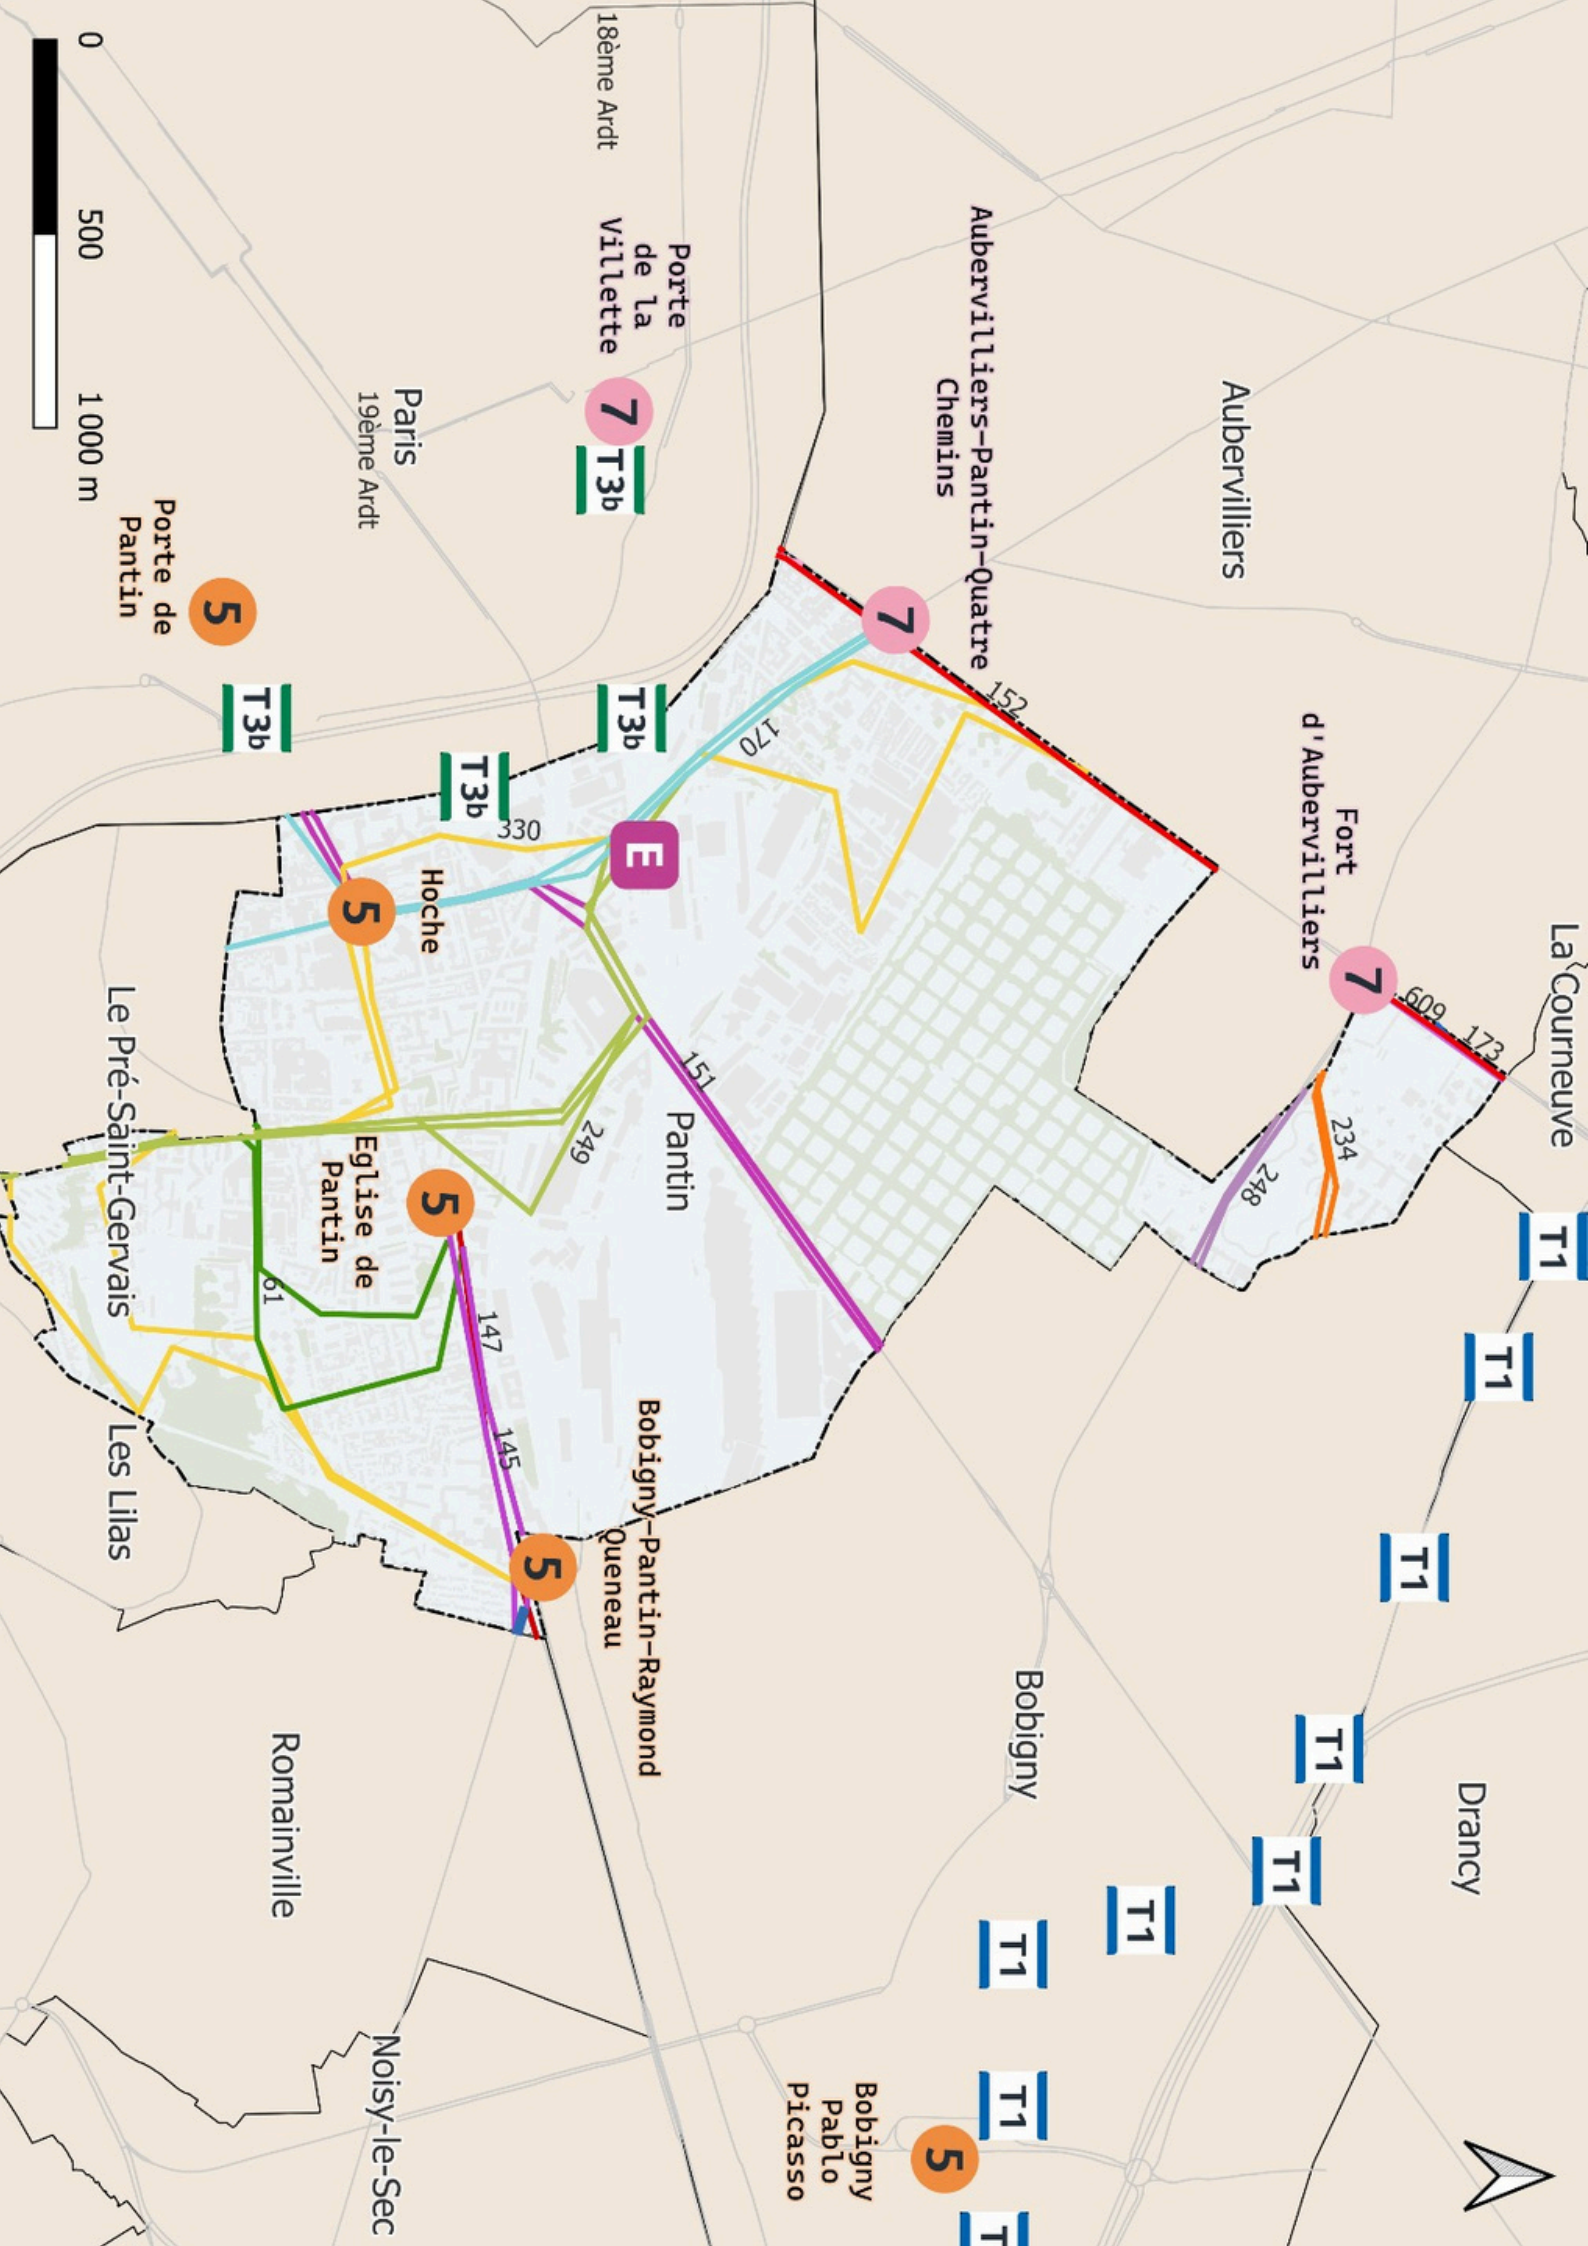 La Courneuve
Drancy
T1
T1
T1
T1
T1
T1
T1
T1
T1
Fort
d'Aubervilliers
7
609
173
234
248
Aubervilliers
Bobigny
Aubervilliers-Pantin-Quatre
Chemins
7
152
Bobigny
Pablo
Picasso
5
170
151
Pantin
249
Porte
de la
Villette
7
T3b
T3b
T3b
T3b
E
330
18ème Ardt
Bobigny-Pantin-Raymond
Queneau
5
147
145
Hoche
5
Eglise de
Pantin
5
61
Paris
19ème Ardt
Porte de
Pantin
5
Le Pré-Saint-Gervais
Les Lilas
Romainville
Noisy-le-Sec
0
500
1 000 m